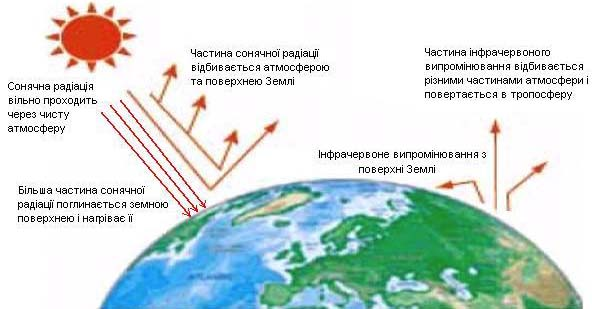 Частина сонячної радіації
відбивається атмосферою
та поверхнею Землі
Частина інфрачервоного
випромінювання відбивається
різними частинами атмосфери і
повертається в тропосферу
Сонячна радіація
вільно проходить
через чисту
атмосферу
Інфрачервоне випромінювання з
поверхні Землі
Більша частина сонячної
радіації поглинається земною
поверхнею і нагріває її